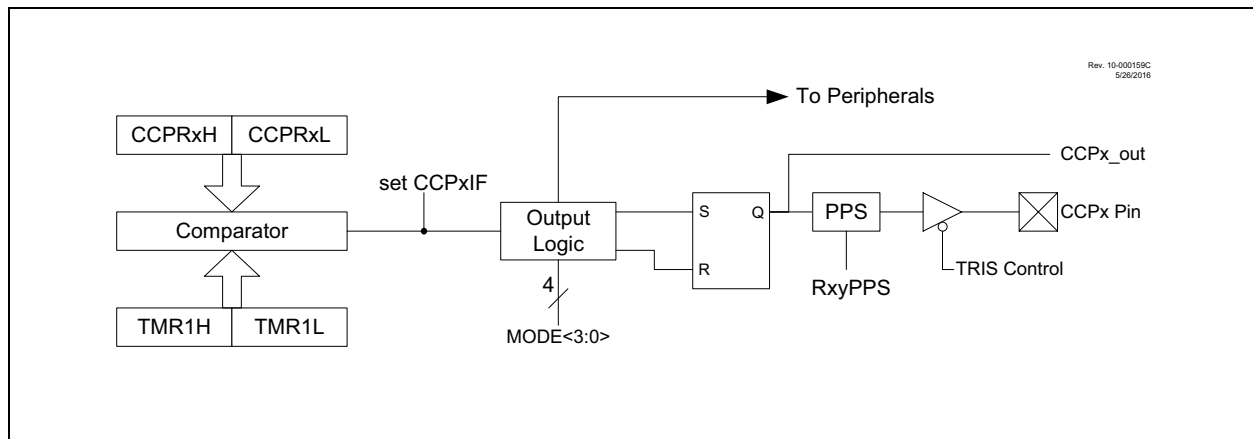 Rev. 10-000159C
5/26/2016
To Peripherals
CCPRxH CCPRxL
CCPx_out
set CCPxIF
Comparator
Output
Logic
S Q
R
PPS
CCPx Pin
4
TRIS Control
RxyPPS
TMR1H TMR1L
MODE<3:0>